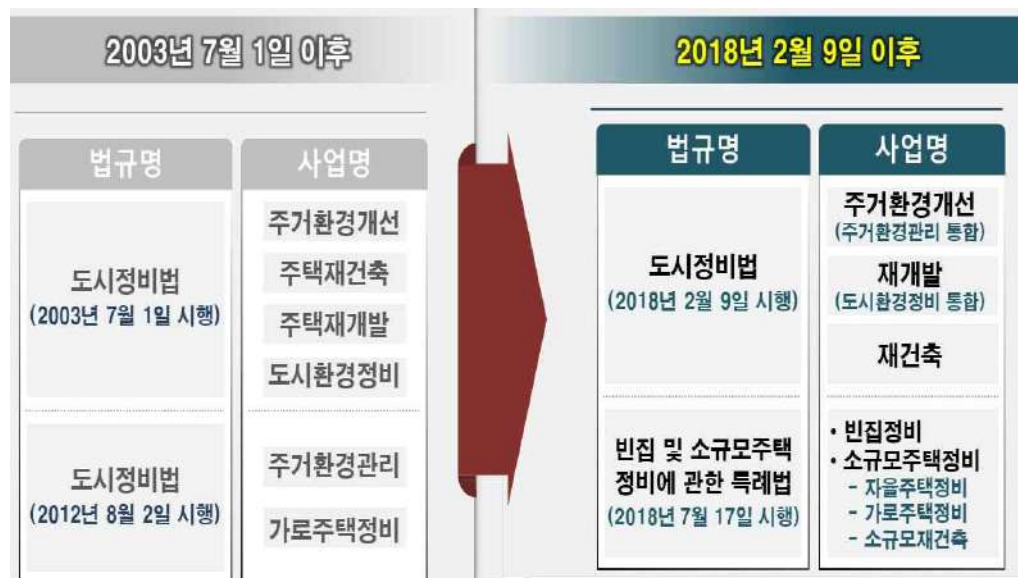 2003년 7월 1일 이후
법규명
사업명
도시정비법
(2003년 7월 1일 시행)
주거환경개선
주택재건축
주택재개발
도시환경정비
도시정비법
(2012년 8월 2일 시행)
주거환경관리
가로주택정비
2018년 2월 9일 이후
법규명
사업명
도시정비법
(2018년 2월 9일 시행)
주거환경개선
(주거환경관리 통합)
재개발
(도시환경정비 통합)
재건축
빈집 및 소규모주택
정비에 관한 특례법
(2018년 7월 17일 시행)
• 빈집정비
• 소규모주택정비
- 자율주택정비
- 가로주택정비
- 소규모재건축